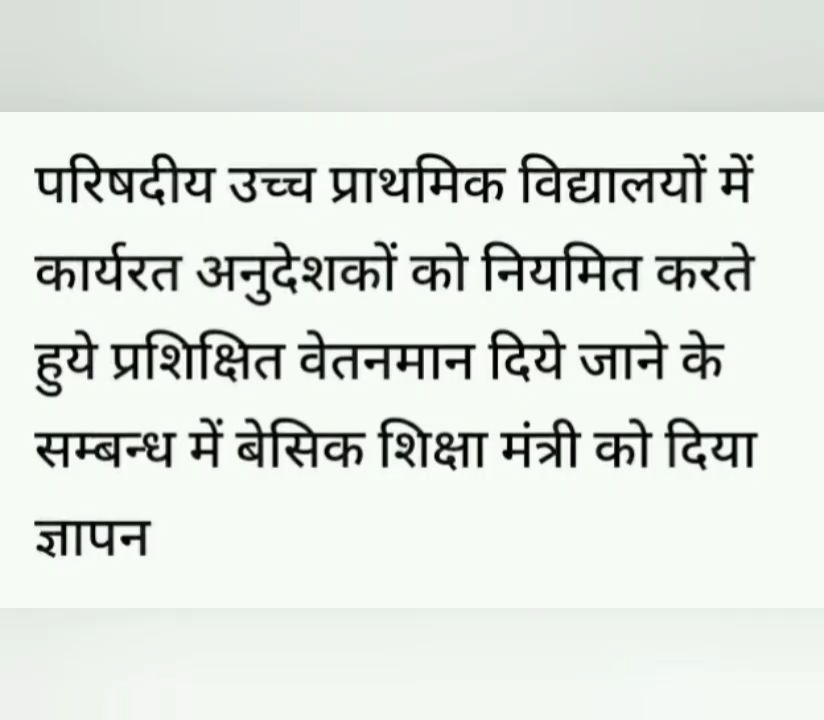 परिषदीय उच्च प्राथमिक विद्यालयों में
कार्यरत अनुदेशकों को नियमित करते
हुये प्रशिक्षित वेतनमान दिये जाने के
सम्बन्ध में बेसिक शिक्षा मंत्री को दिया
ज्ञापन